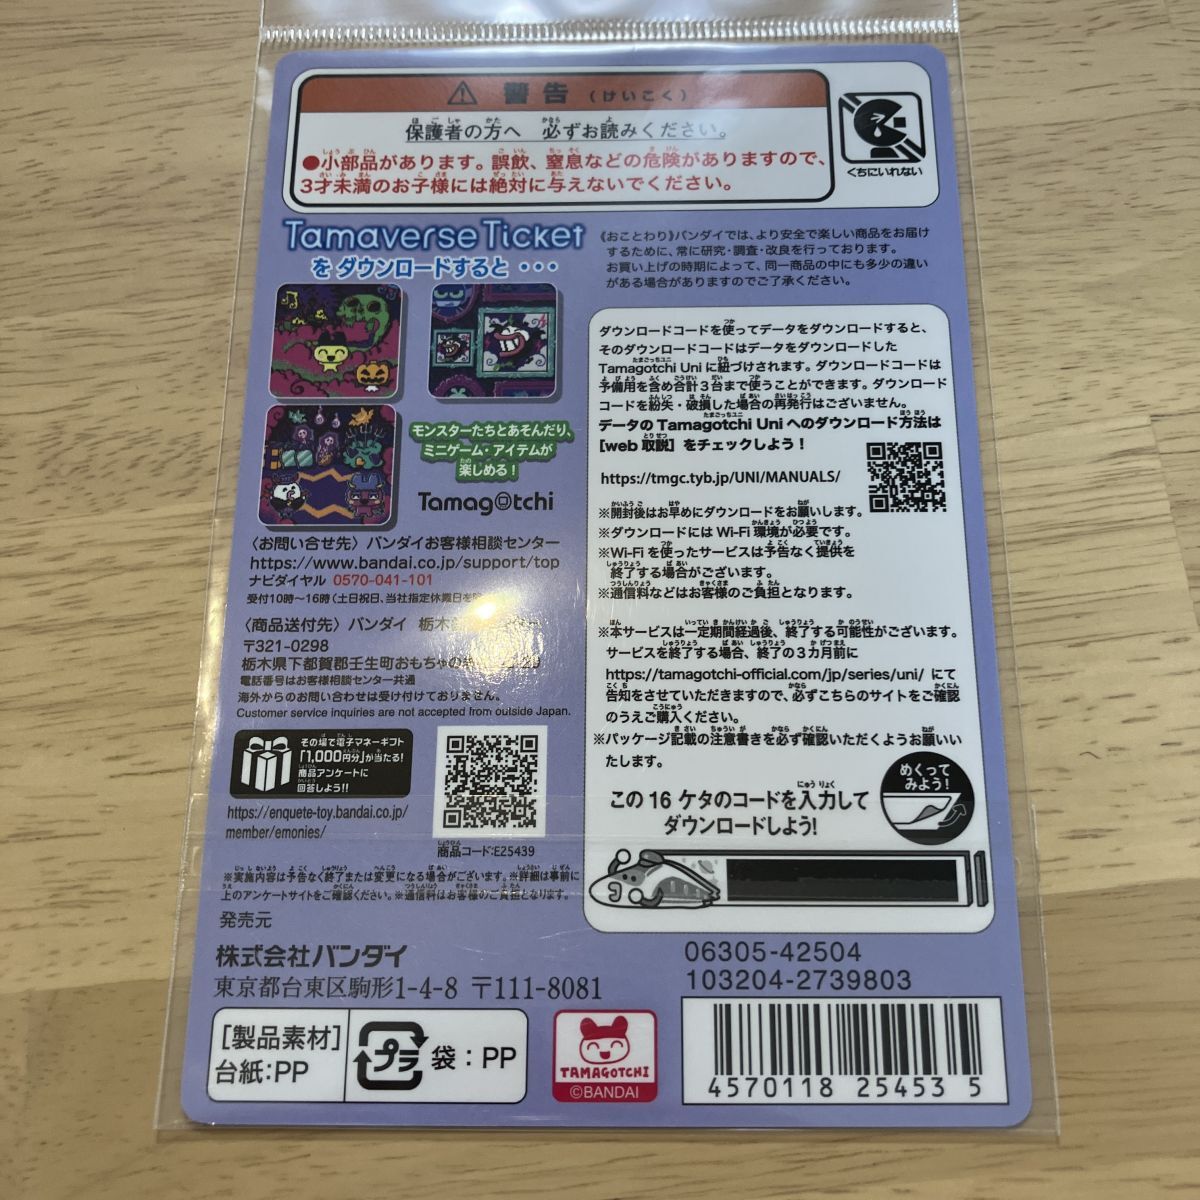 警告 (けいこく)
保護者の方へ 必ずお読みください。
●小部品があります。誤飲、窒息などの危険がありますので、
3才未満のお子様には絶対に与えないでください。
くちにいれない
Tamaverse Ticket
を ダウンロードすると・・・
モンスターたちとあそんだり、
ミニゲーム・アイテムが
楽しめる!
Tamagotchi
〈お問い合せ先〉バンダイお客様相談センター
https://www.bandai.co.jp/support/top
ナビダイヤル 0570-041-101
受付10時~16時(土日祝日、当社指定休業日を
〈商品送付先〉バンダイ 栃木
〒321-0298
栃木県下都賀郡壬生町おもちゃの
電話番号はお客様相談センター共通
海外からのお問い合わせは受け付けておりません。
Customer service inquiries are not accepted from outside Japan.
その場で電子マネーギフト
「1,000円分」が当たる!
商品アンケートに
回答しよう!!
https://enquete-toy.bandai.co.jp/
member/emonies/
商品コード:E25439
※実施内容は予告なく終了または変更になる場合がございます。※詳細は事前に
上のアンケートサイトをご確認ください。※通信料はお客様のご負担となります。
発売元
株式会社バンダイ
東京都台東区駒形1-4-8 〒111-8081
[製品素材]
台紙:PP
プラ
袋:PP
TAMAGOTCHI
©BANDAI
《おことわり》バンダイでは、より安全で楽しい商品をお届け
するために、常に研究・調査・改良を行っております。
お買い上げの時期によって、同一商品の中にも多少の違い
がある場合がありますのでご了承ください。
ダウンロードコードを使ってデータをダウンロードすると、
そのダウンロードコードはデータをダウンロードした
Tamagotchi Uni に紐づけされます。ダウンロードコードは
予備用を含め合計3台まで使うことができます。ダウンロード
コードを紛失・破損した場合の再発行はございません。
データの Tamagotchi Uni へのダウンロード方法は
[web 取説] をチェックしよう!
https://tmgc.tyb.jp/UNI/MANUALS/
※開封後はお早めにダウンロードをお願いします。
※ダウンロードには Wi-Fi 環境が必要です。
※Wi-Fi を使ったサービスは予告なく提供を
終了する場合がございます。
※通信料などはお客様のご負担となります。
※本サービスは一定期間経過後、終了する可能性がございます。
サービスを終了する場合、終了の3カ月前に
https://tamagotchi-official.com/jp/series/uni/ にて
告知をさせていただきますので、必ずこちらのサイトをご確認
のうえご購入ください。
※パッケージ記載の注意書きを必ず確認いただくようお願いい
たします。
めくって
みよう!
この 16 ケタのコードを入力して
ダウンロードしよう!
06305-42504
103204-2739803
4570118 25453 5